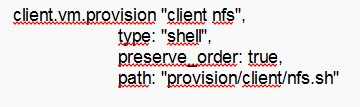 client.vm.provision "client nfs",
type: "shell",
preserve_order: true,
path: "provision/client/nfs.sh"